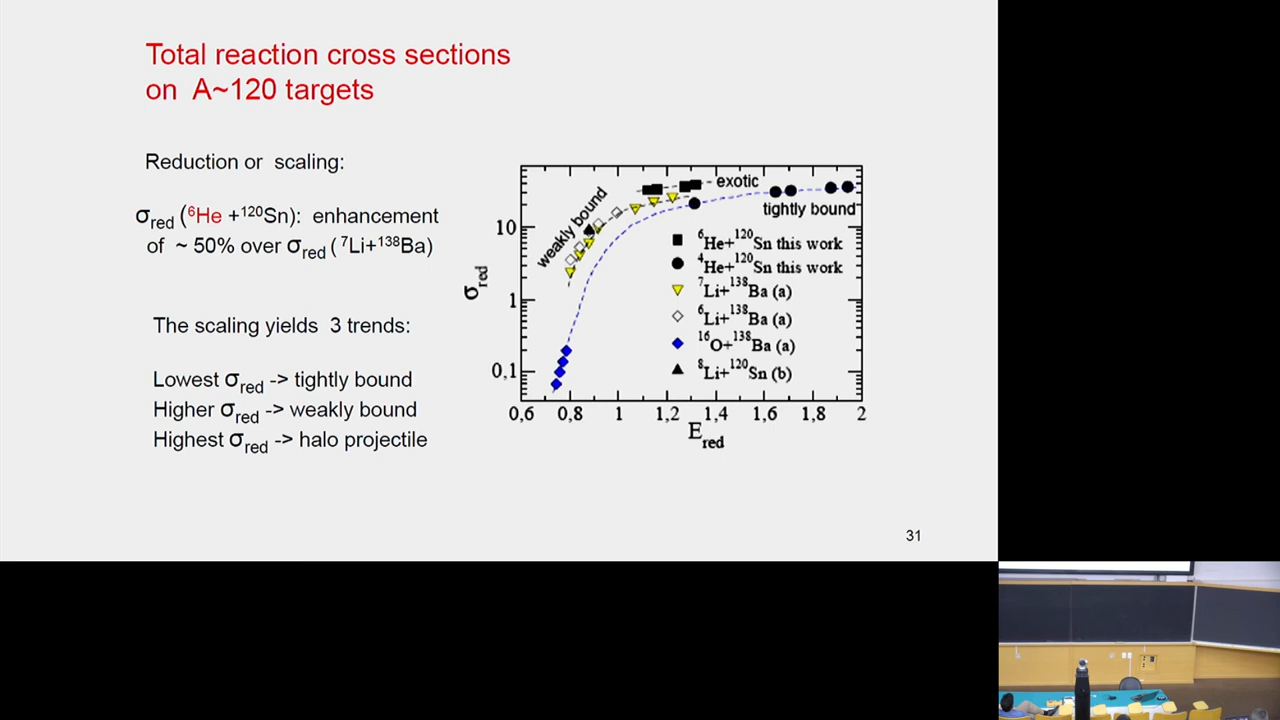 Total reaction cross sections
on A~120 targets
Reduction or scaling:
σred (6He +120Sn): enhancement
of ~ 50% over σred ( 7Li+138Ba)
The scaling yields 3 trends:
Lowest σred -> tightly bound
Higher σred -> weakly bound
Highest σred -> halo projectile
exotic
weakly bound
tightly bound
6He+120Sn this work
4He+120Sn this work
7Li+138Ba (a)
6Li+138Ba (a)
16O+138Ba (a)
8Li+120Sn (b)
σred
10
1
0,1
0,6 0,8 1 1,2 1,4 1,6 1,8 2
Ered
31